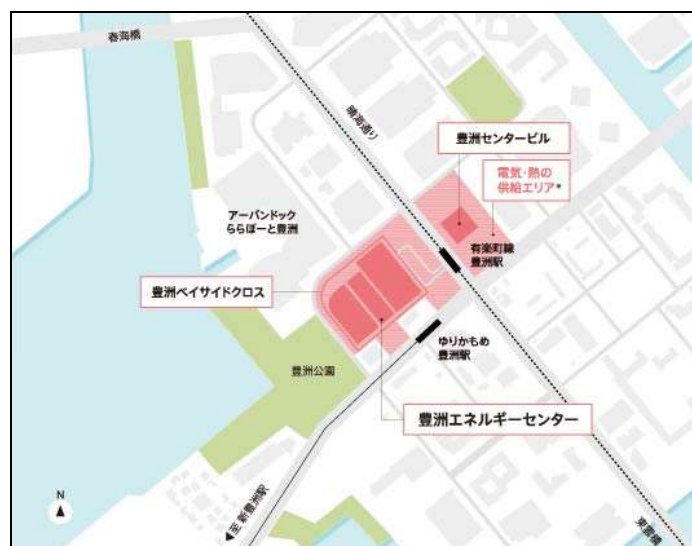 春海橋
晴海通り
豊洲センタービル
電気・熱の
供給エリア*
アーバンドック
ららぽーと豊洲
有楽町線
豊洲駅
豊洲ベイサイドクロス
ゆりかもめ
豊洲駅
豊洲公園
豊洲エネルギーセンター
N
至 新豊洲駅
東雲橋